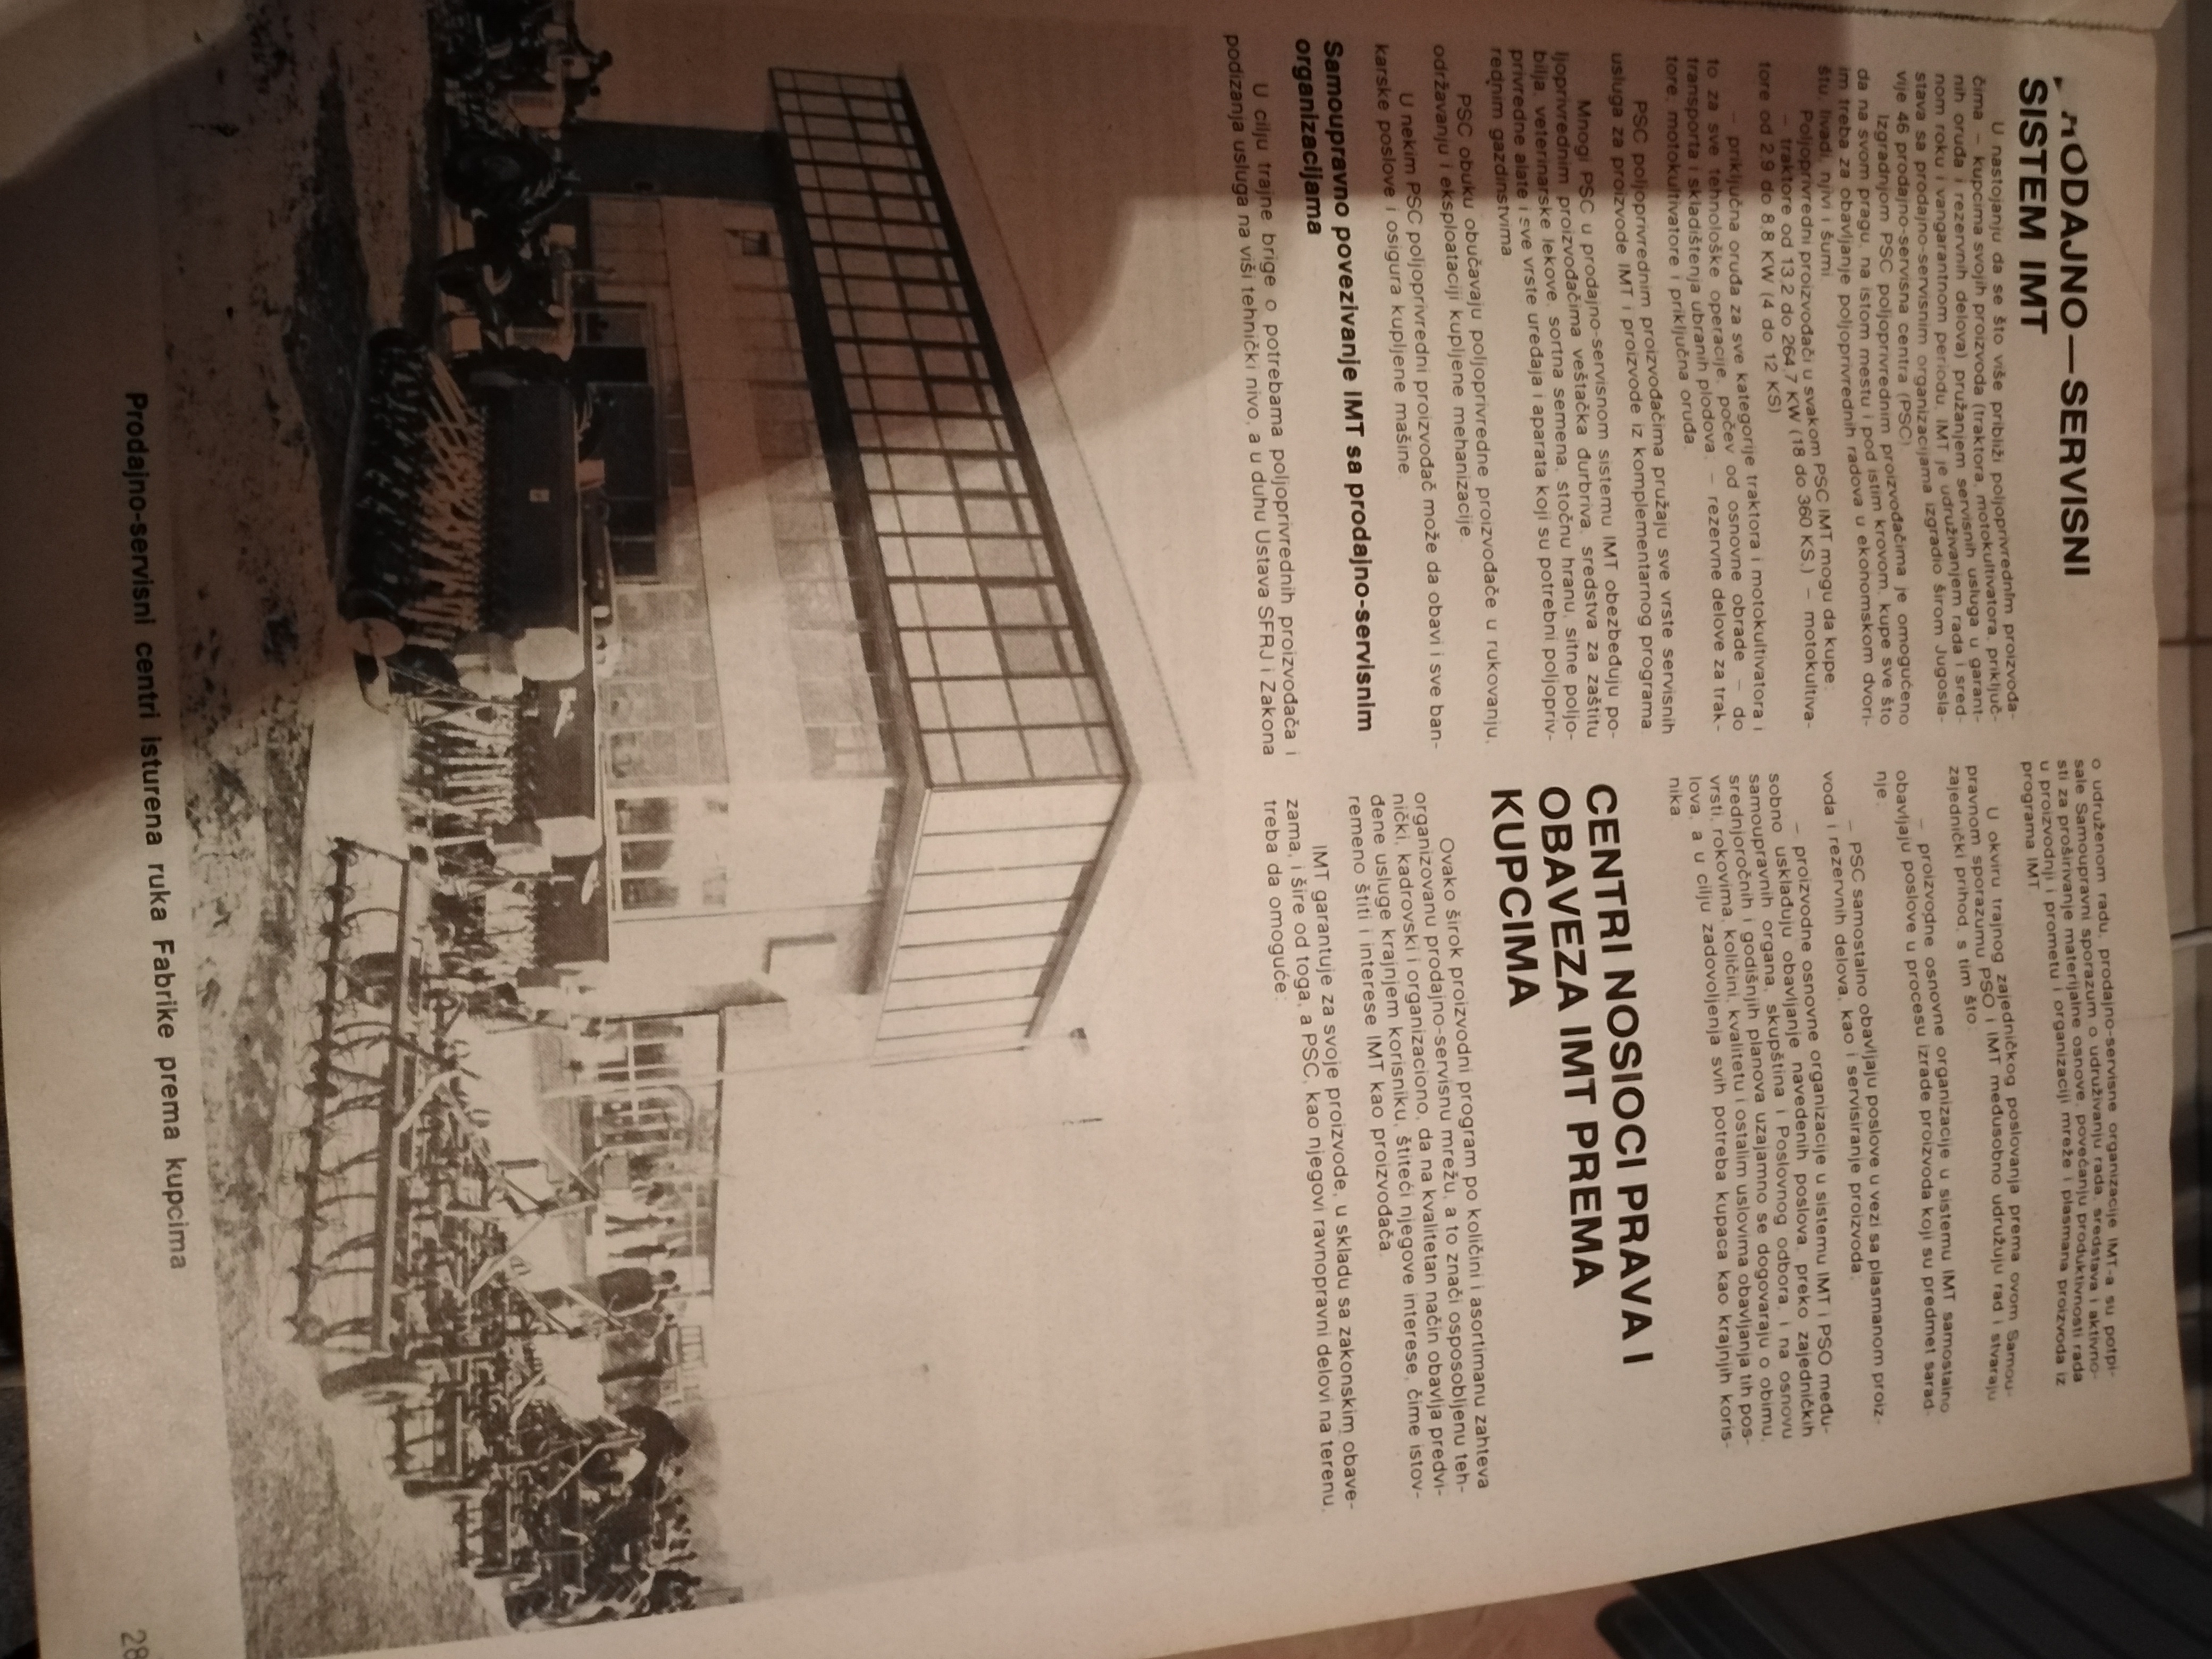 PRODAJNO—SERVISNI
SISTEM IMT
U nastojanju da se što više približi poljoprivrednim proizvođa-
čima – kupcima svojih proizvoda (traktora, motokultivatora, priključ-
nih oruđa i rezervnih delova) pružanjem servisnih usluga u garant-
nom roku i vangarantnom periodu, IMT je udruživanjem rada i sred-
stava sa prodajno-servisnim organizacijama izgradio širom Jugosla-
vije 46 prodajno-servisna centra (PSC)
Izgradnjom PSC poljoprivrednim proizvođačima je omogućeno
da na svom pragu, na istom mestu i pod istim krovom, kupe sve što
im treba za obavljanje poljoprivrednih radova u ekonomskom dvori-
štu, livadi, njivi i šumi.
Poljoprivredni proizvođači u svakom PSC IMT mogu da kupe:
– traktore od 13,2 do 264,7 KW (18 do 360 KS.) – motokultiva-
tore od 2,9 do 8,8 KW (4 do 12 KS)
– priključna oruđa za sve kategorije traktora i motokultivatora i
to za sve tehnološke operacije, počev od osnovne obrade – do
transporta i skladištenja ubranih plodova, – rezervne delove za trak-
tore, motokultivatore i priključna oruđa.
PSC poljoprivrednim proizvođačima pružaju sve vrste servisnih
usluga za proizvode IMT i proizvode iz komplementarnog programa
Mnogi PSC u prodajno-servisnom sistemu IMT obezbeđuju po-
ljoprivrednim proizvođačima veštačka đurbriva, sredstva za zaštitu
bilja, veterinarske lekove, sortna semena, stočnu hranu, sitne poljo-
privredne alate i sve vrste uređaja i aparata koji su potrebni poljopriv-
rednim gazdinstvima.
PSC obuku obučavaju poljoprivredne proizvođače u rukovanju,
održavanju i eksploataciji kupljene mehanizacije.
U nekim PSC poljoprivredni proizvođač može da obavi i sve ban-
karske poslove i osigura kupljene mašine.
Samoupravno povezivanje IMT sa prodajno-servisnim
organizacijama
U cilju trajne brige o potrebama poljoprivrednih proizvođača i
podizanja usluga na viši tehnički nivo, a u duhu Ustava SFRJ i Zakona
o udruženom radu, prodajno-servisne organizacije IMT-a su potpi-
sale Samoupravni sporazum o udruživanju rada, sredstava i aktivno-
sti za proširivanje materijalne osnove, povećanju produktivnosti rada
u proizvodnji i prometu i organizaciji mreže i plasmana proizvoda iz
programa IMT.
U okviru trajnog zajedničkog poslovanja prema ovom Samou-
pravnom sporazumu PSO i IMT međusobno udružuju rad i stvaraju
zajednički prihod, s tim što:
– proizvodne osnovne organizacije u sistemu IMT samostalno
obavljaju poslove u procesu izrade proizvoda koji su predmet sarad-
nje.
– PSC samostalno obavljaju poslove u vezi sa plasmanom proiz-
voda i rezervnih delova, kao i servisiranje proizvoda;
– proizvodne osnovne organizacije u sistemu IMT i PSO među-
sobno usklađuju obavljanje navedenih poslova, preko zajedničkih
samoupravnih organa, skupština i Poslovnog odbora, i na osnovu
srednjoročnih i godišnjih planova uzajamno se dogovaraju o obimu,
vrsti, rokovima, količini, kvalitetu i ostalim uslovima obavljanja tih pos-
lova, a u cilju zadovoljenja svih potreba kupaca kao krajnjih koris-
nika.
CENTRI NOSIOCI PRAVA I
OBAVEZA IMT PREMA
KUPCIMA
Ovako širok proizvodni program po količini i asortimanu zahteva
organizovanu prodajno-servisnu mrežu, a to znači osposobljenu teh-
nički, kadrovski i organizaciono, da na kvalitetan način obavlja predvi-
đene usluge krajnjem korisniku, štiteći njegove interese, čime istov-
remeno štiti i interese IMT kao proizvođača.
IMT garantuje za svoje proizvode, u skladu sa zakonskim obave-
zama, i šire od toga, a PSC, kao njegovi ravnopravni delovi na terenu,
treba da omoguće:
Prodajno-servisni centri isturena ruka Fabrike prema kupcima
28